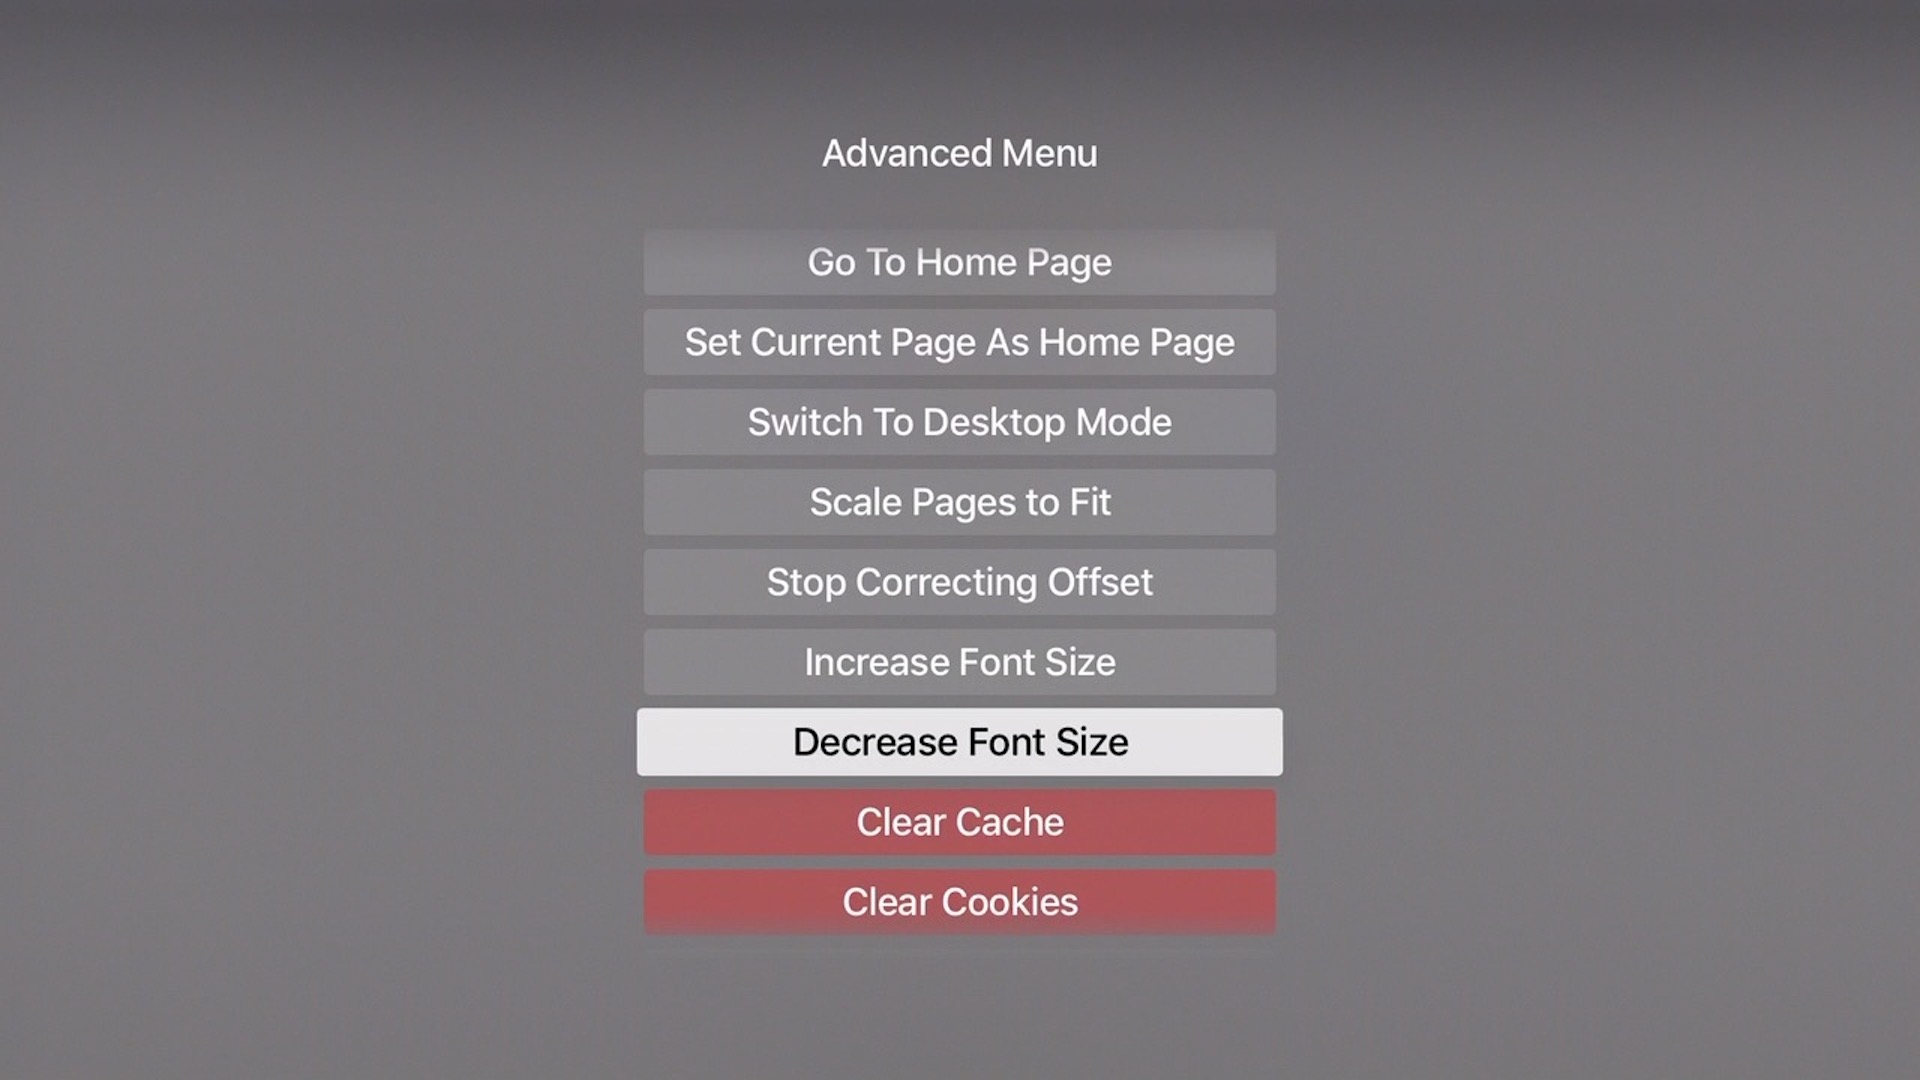 Advanced Menu
Go To Home Page
Set Current Page As Home Page
Switch To Desktop Mode
Scale Pages to Fit
Stop Correcting Offset
Increase Font Size
Decrease Font Size
Clear Cache
Clear Cookies